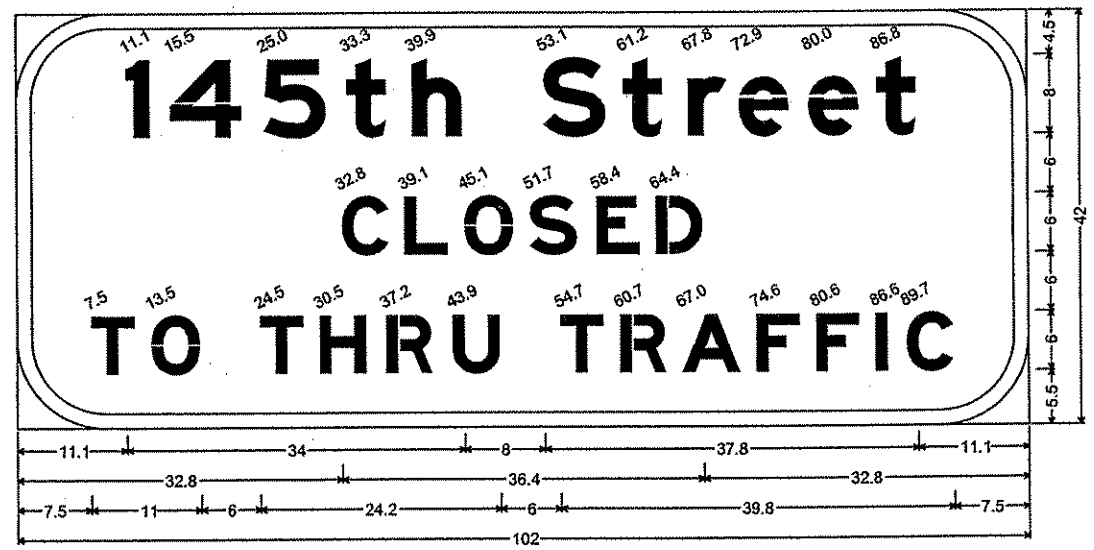 11.1 15.5 25.0 33.3 39.9 53.1 61.2 67.8 72.9 80.0 86.8
145th Street
32.8 39.1 45.1 51.7 58.4 64.4
CLOSED
7.5 13.5 24.5 30.5 37.2 43.9 54.7 60.7 67.0 74.6 80.6 86.6 89.7
TO THRU TRAFFIC
4.5 8 6 6 6 6 5.5
42
11.1 34 8 37.8 11.1
32.8 36.4 32.8
7.5 11 6 24.2 6 39.8 7.5
102